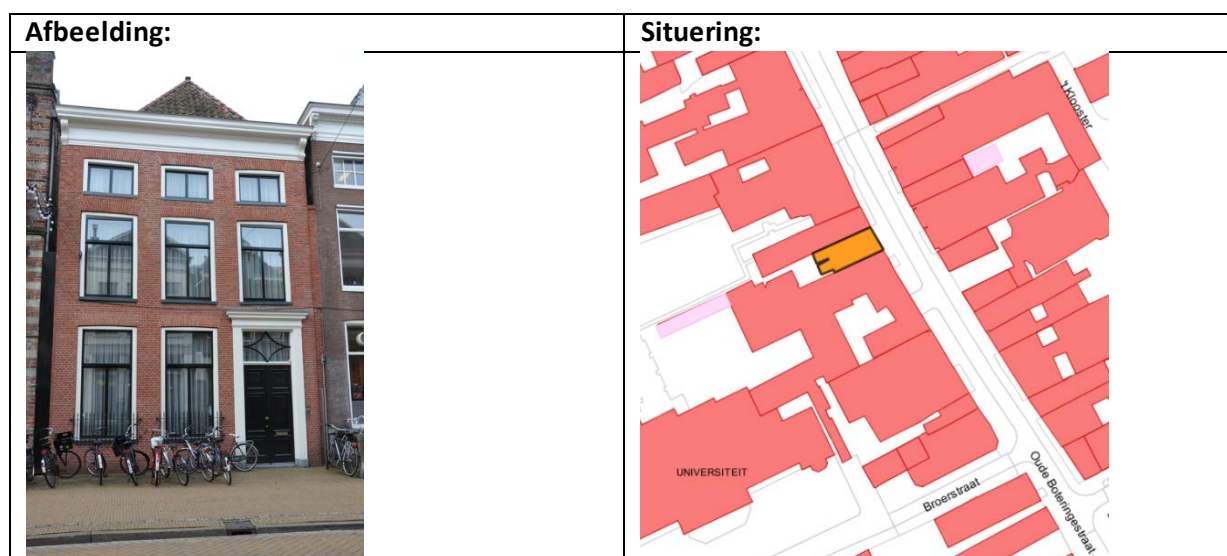 Afbeelding:
Situering:
't Klooster
UNIVERSITEIT
Broerstraat
Oude Boteringestraat